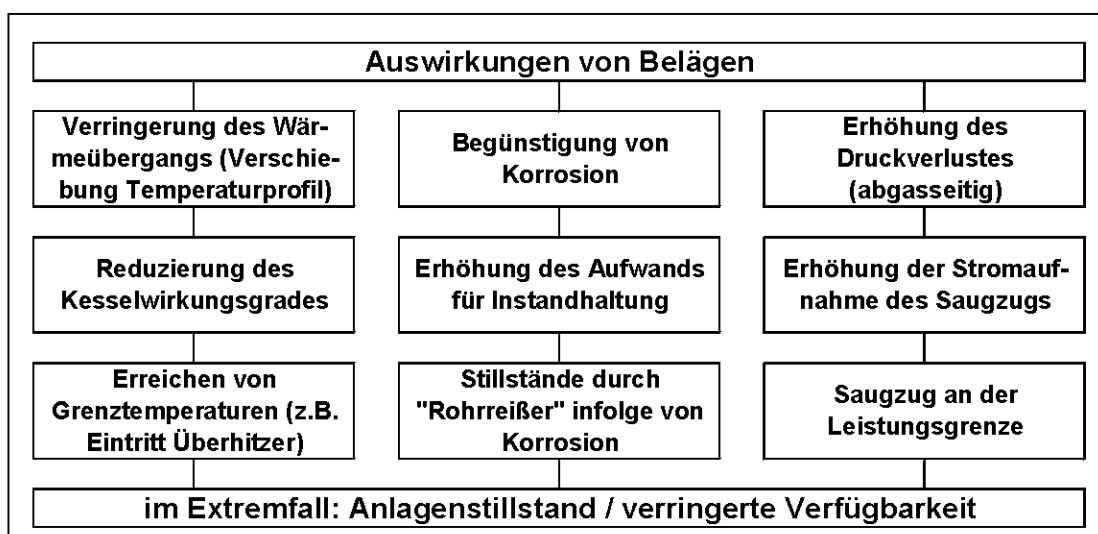 Auswirkungen von Belägen
Verringerung des Wär-
meübergangs (Verschie-
bung Temperaturprofil)
Begünstigung von
Korrosion
Erhöhung des
Druckverlustes
(abgasseitig)
Reduzierung des
Kesselwirkungsgrades
Erhöhung des Aufwands
für Instandhaltung
Erhöhung der Stromauf-
nahme des Saugzugs
Erreichen von
Grenztemperaturen (z.B.
Eintritt Überhitzer)
Stillstände durch
"Rohrreißer" infolge von
Korrosion
Saugzug an der
Leistungsgrenze
im Extremfall: Anlagenstillstand / verringerte Verfügbarkeit